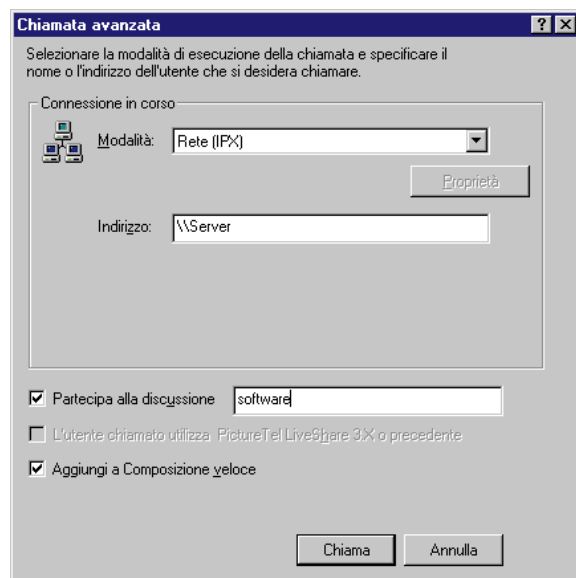 Chiamata avanzata
Selezionare la modalità di esecuzione della chiamata e specificare il
nome o l'indirizzo dell'utente che si desidera chiamare.
Connessione in corso
Modalità: Rete (IPX)
Proprietà
Indirizzo: \\Server
Partecipa alla discussione software
L'utente chiamato utilizza PictureTel LiveShare 3.X o precedente
Aggiungi a Composizione veloce
Chiama Annulla